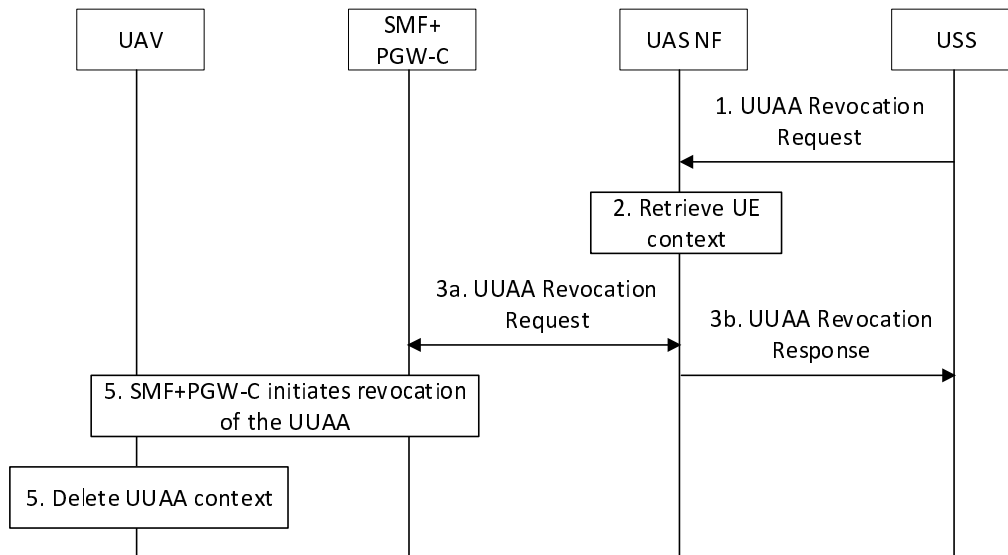 UAV
SMF+
PGW-C
UAS NF
USS
1. UUAA Revocation
Request
2. Retrieve UE
context
3a. UUAA Revocation
Request
3b. UUAA Revocation
Response
5. SMF+PGW-C initiates revocation
of the UUAA
5. Delete UUAA context